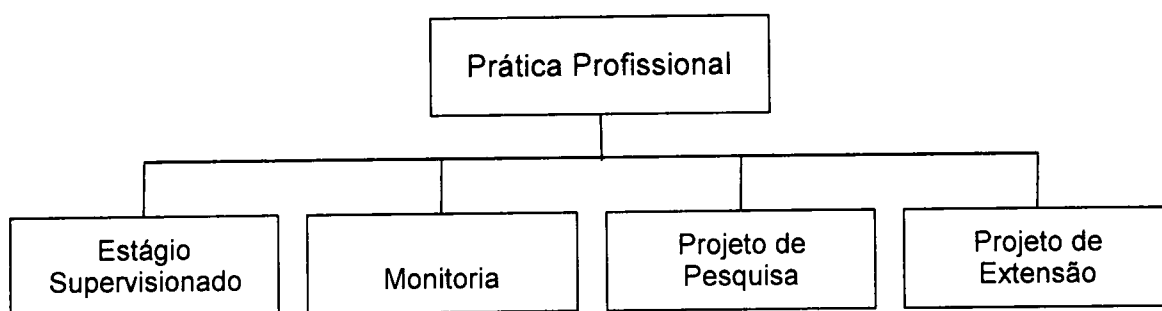 Prática Profissional
Estágio
Supervisionado
Monitoria
Projeto de
Pesquisa
Projeto de
Extensão